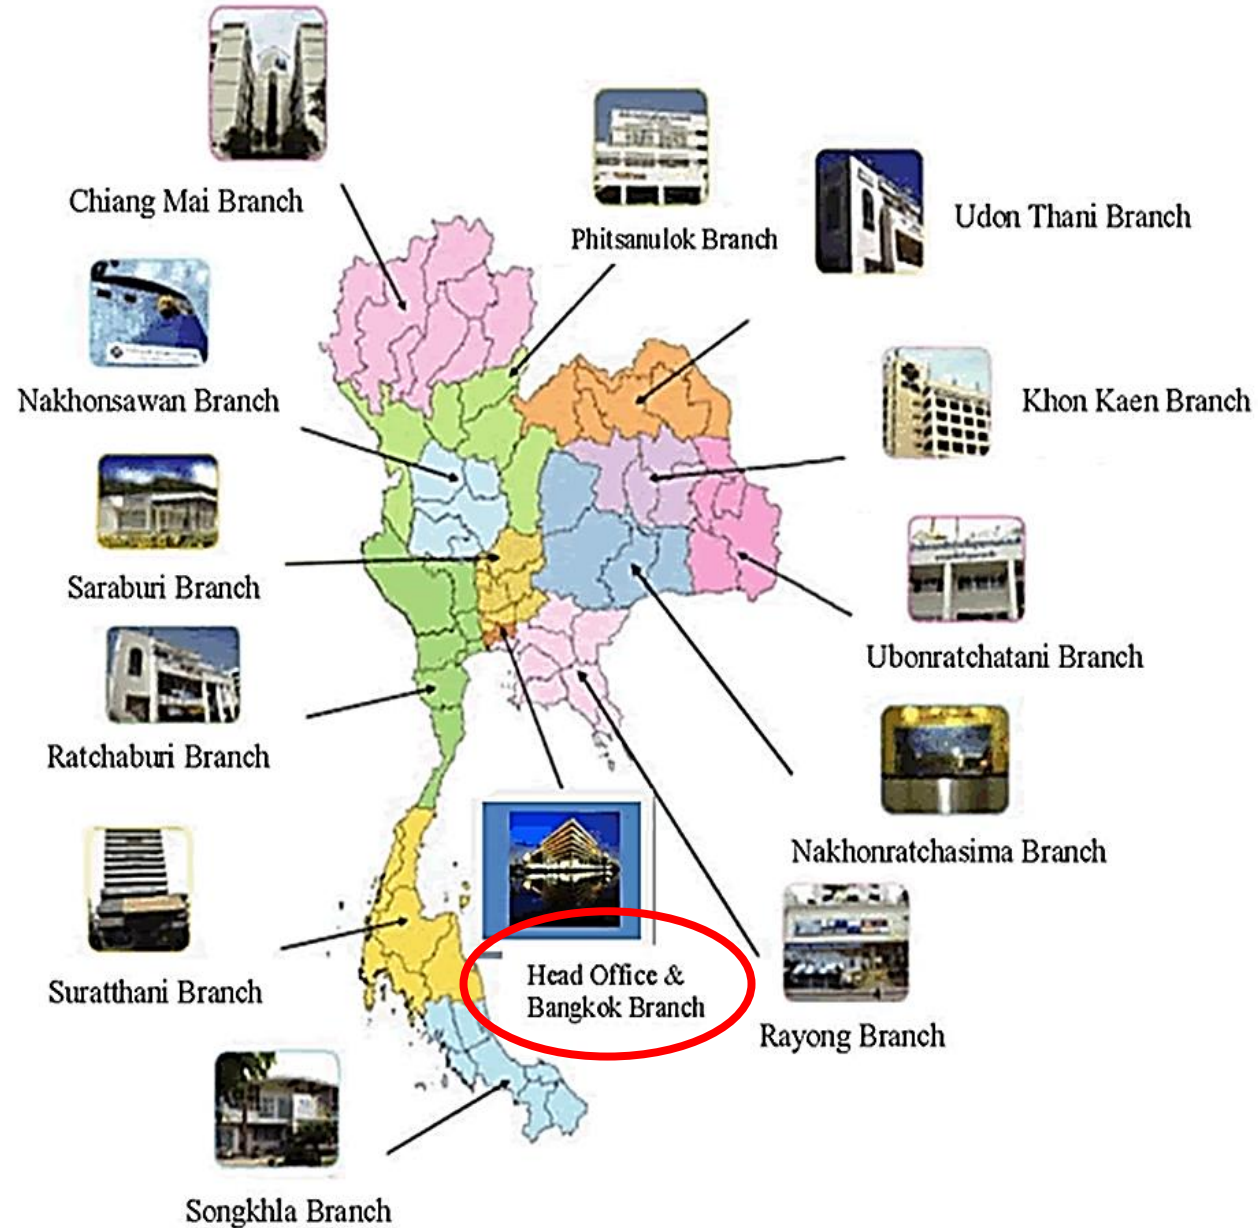 Chiang Mai Branch
Phitsanulok Branch
Udon Thani Branch
Nakhonsawan Branch
Khon Kaen Branch
Saraburi Branch
Ubonratchatani Branch
Ratchaburi Branch
Nakhonratchasima Branch
Suratthani Branch
Head Office &
Bangkok Branch
Rayong Branch
Songkhla Branch